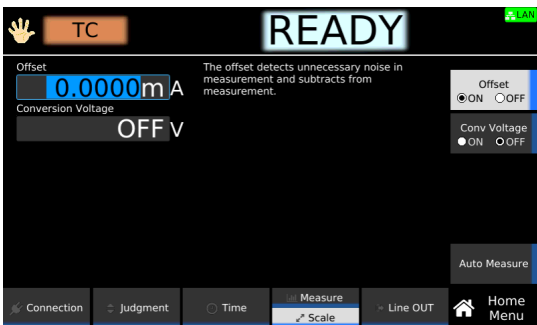 TC
READY
LAN
Offset
0.0000m A
Conversion Voltage
OFF V
The offset detects unnecessary noise in
measurement and subtracts from
measurement.
Offset
ON OFF
Conv Voltage
ON OFF
Auto Measure
Connection
Judgment
Time
Measure
Scale
Line OUT
Home
Menu